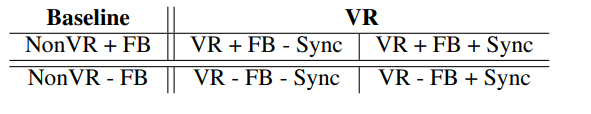 Baseline VR
NonVR + FB VR + FB - Sync VR + FB + Sync
NonVR - FB VR - FB - Sync VR - FB + Sync